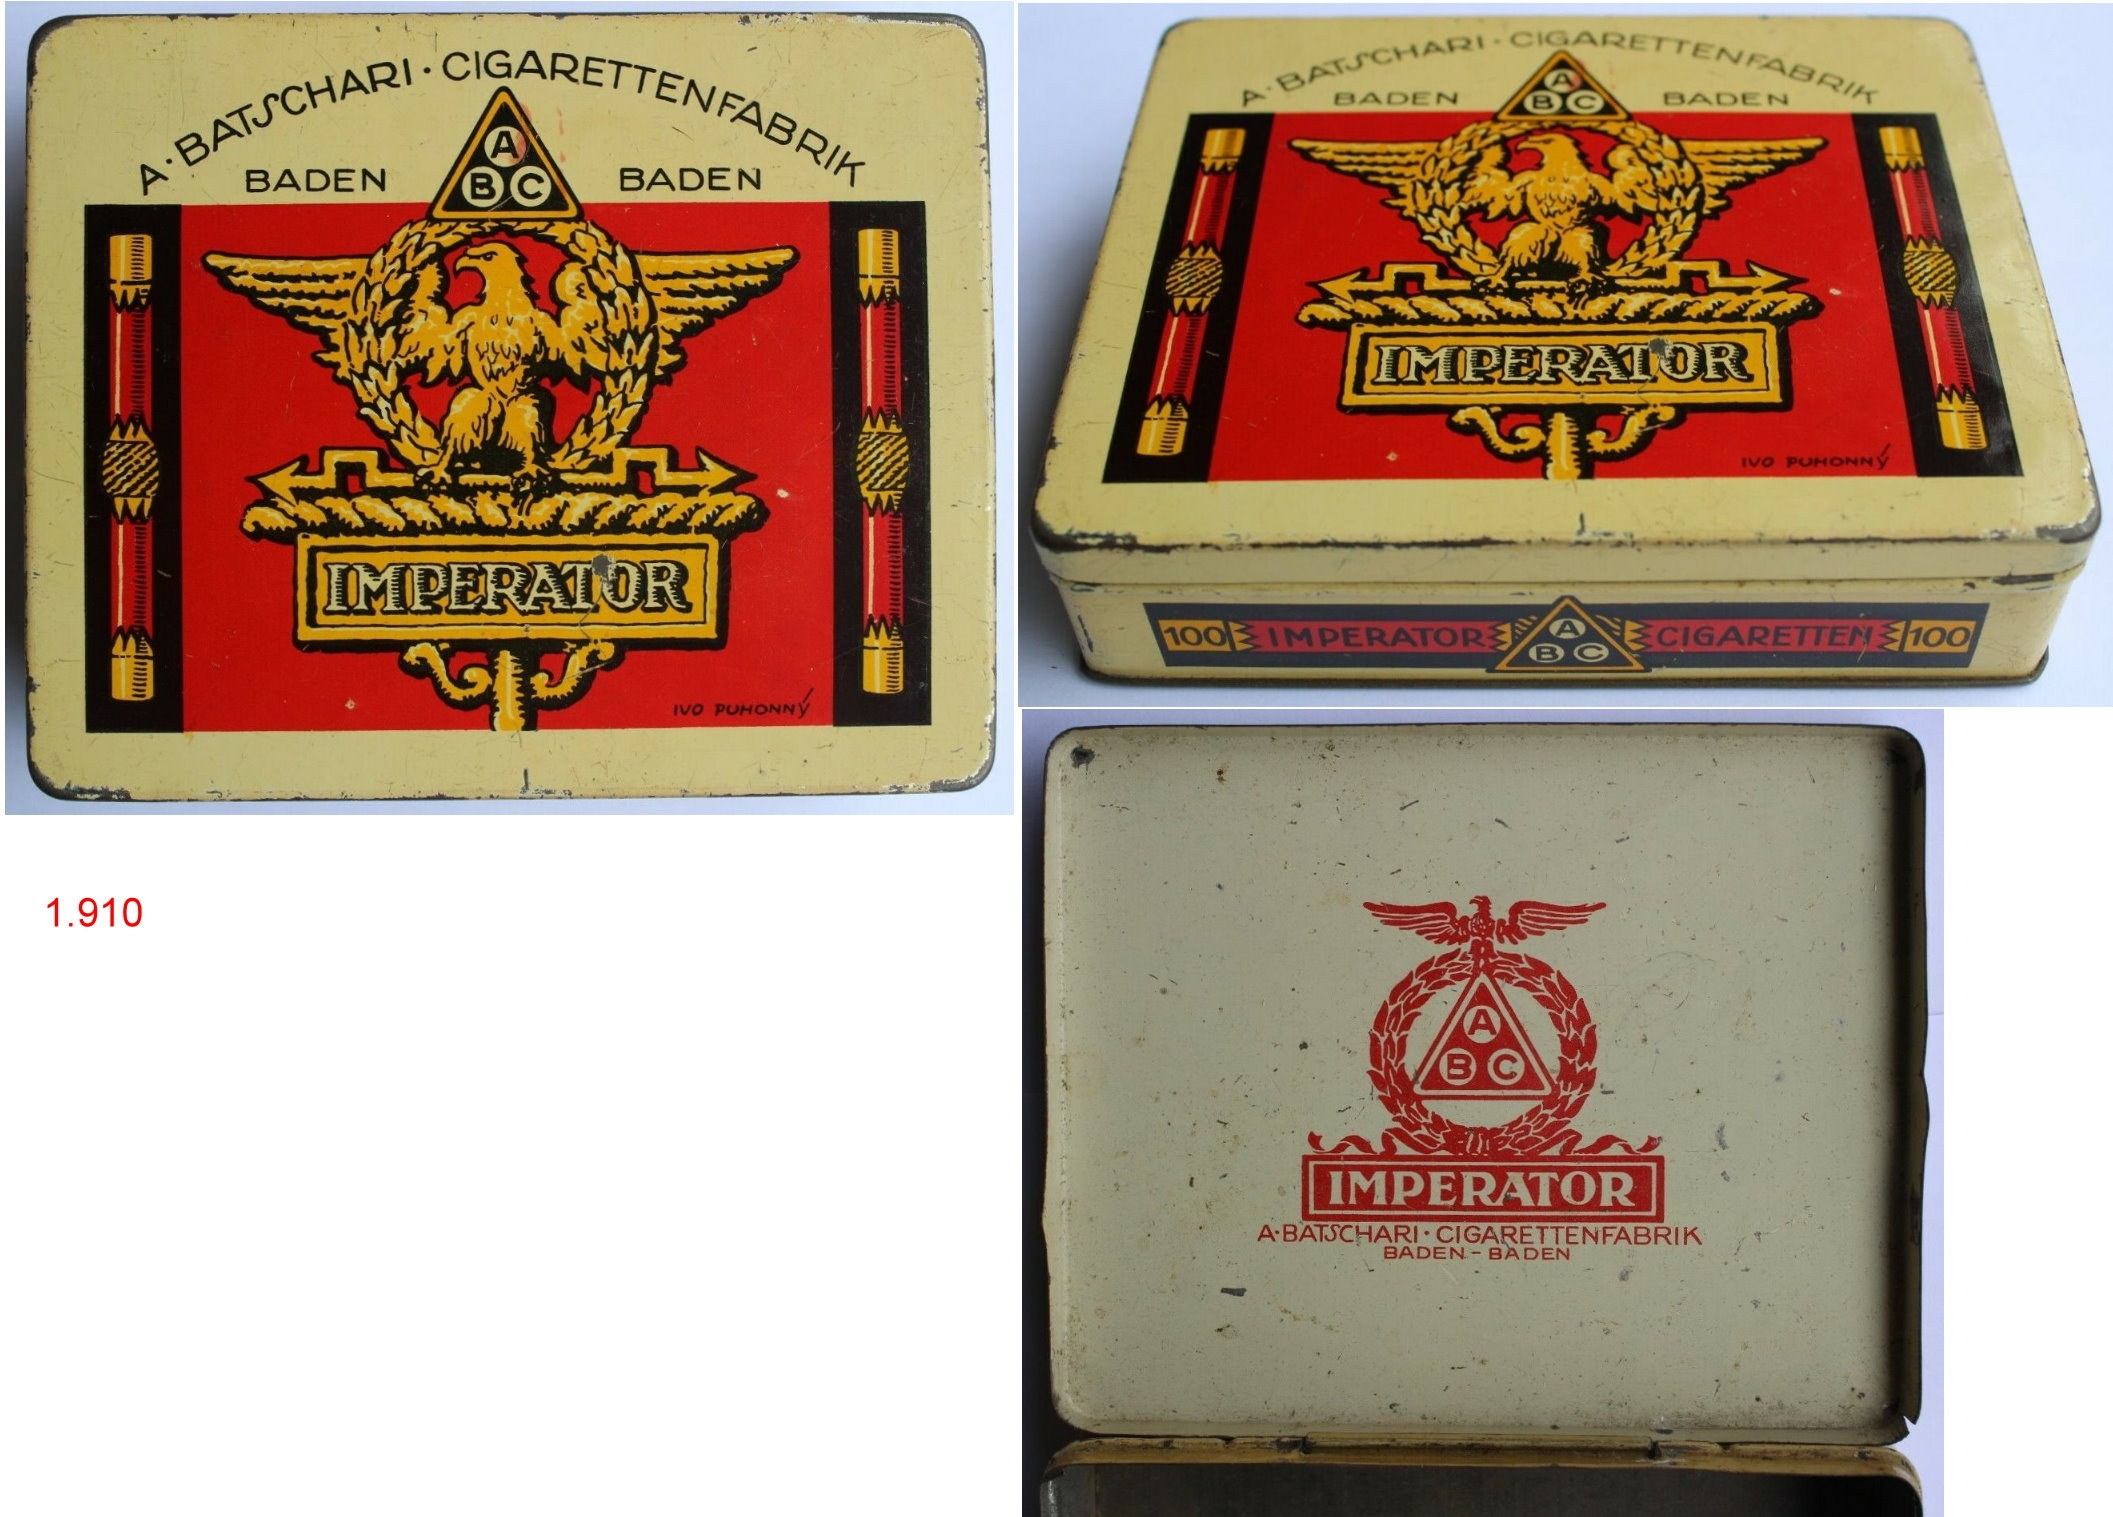 A·BATSCHARI·CIGARETTENFABRIK
BADEN BADEN
A
B C
IMPERATOR
IVO PUHONNÝ
A·BATSCHARI·CIGARETTENFABRIK
BADEN BADEN
A
B C
IMPERATOR
IVO PUHONNÝ
100 IMPERATOR A B C CIGARETTEN 100
1.910
A
B C
IMPERATOR
A·BATSCHARI·CIGARETTENFABRIK
BADEN-BADEN